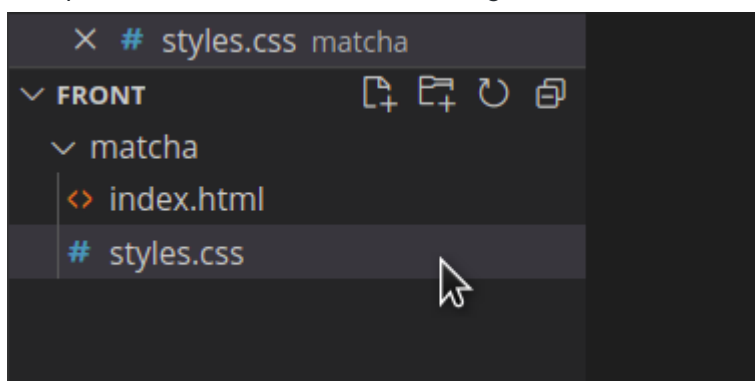 # styles.css matcha
FRONT
matcha
<> index.html
# styles.css